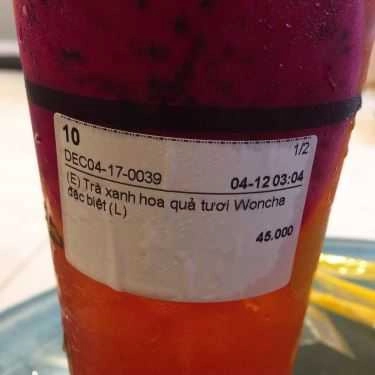 10
1/2
DEC04-17-0039
04-12 03:04
(E) Trà xanh hoa quả tươi Woncha
đặc biệt (L)
45.000